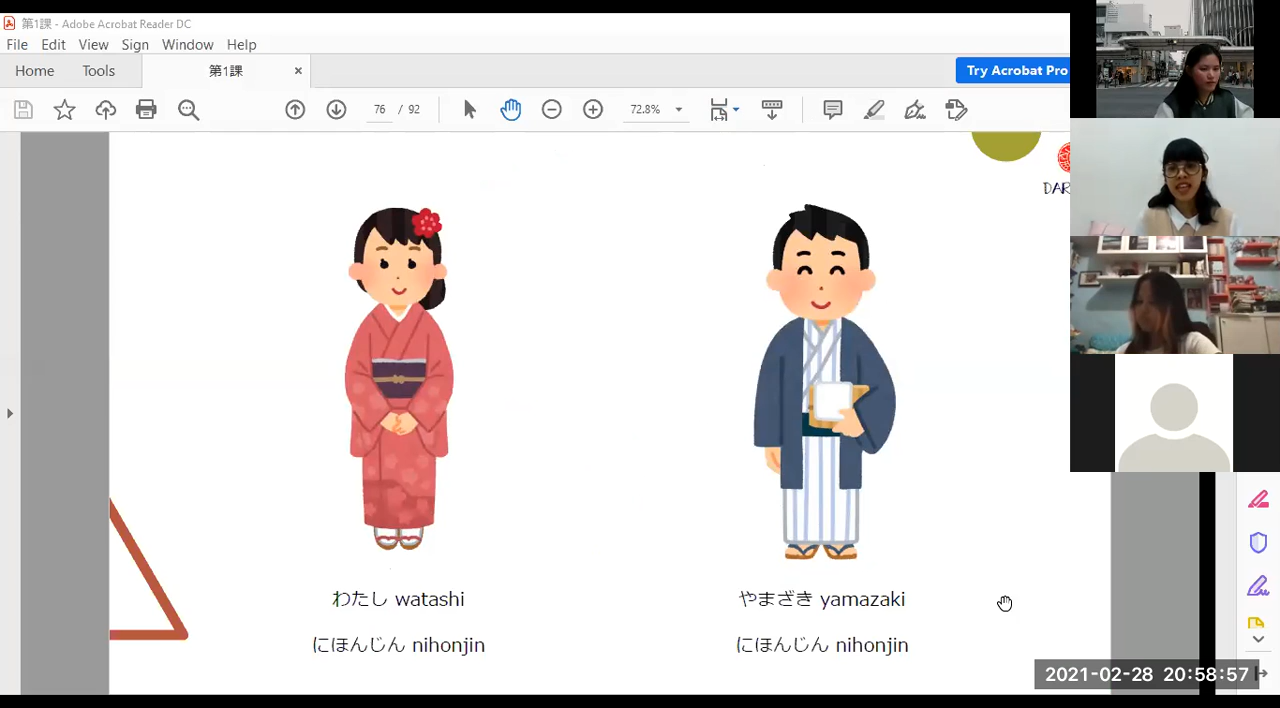 第1課 - Adobe Acrobat Reader DC
File Edit View Sign Window Help
Home Tools 第1課 × Try Acrobat Pro
76 / 92 72.8%
DAR
わたし watashi
にほんじん nihonjin
やまざき yamazaki
にほんじん nihonjin
2021-02-28 20:58:57